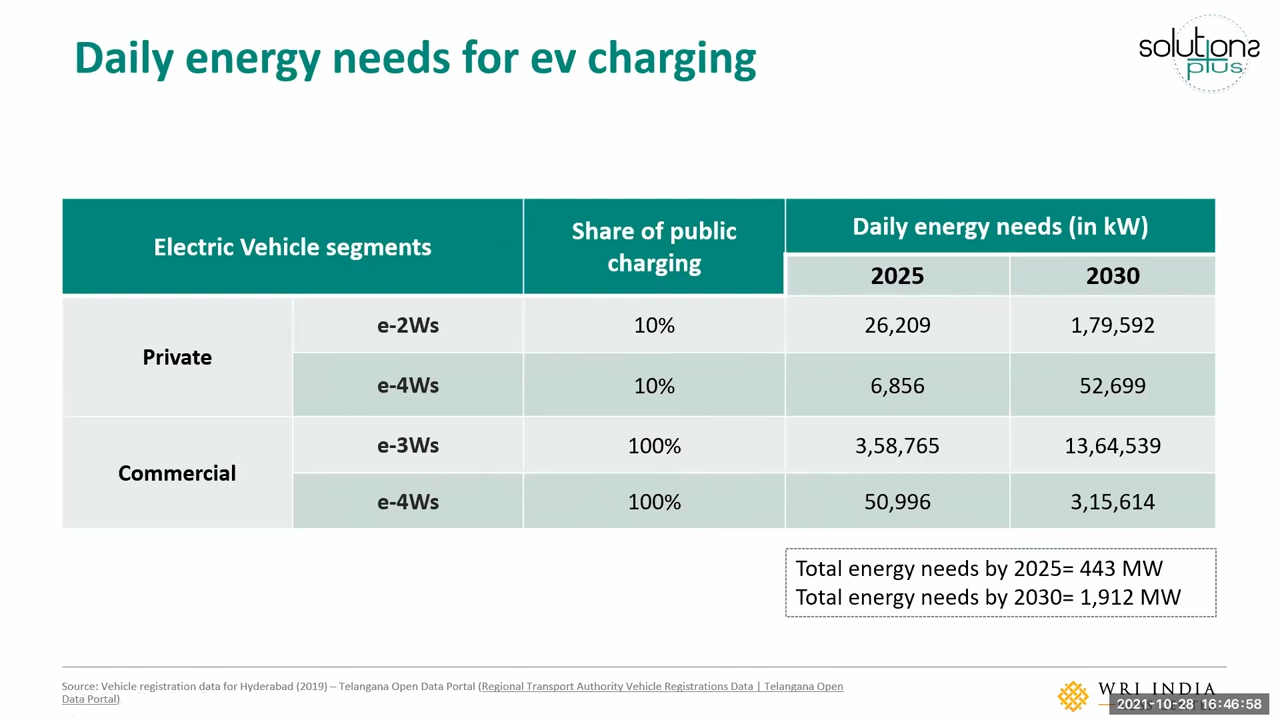 Daily energy needs for ev charging
solutions
plus
Electric Vehicle segments
Share of public
charging
Daily energy needs (in kW)
2025
2030
Private
e-2Ws
10%
26,209
1,79,592
e-4Ws
10%
6,856
52,699
Commercial
e-3Ws
100%
3,58,765
13,64,539
e-4Ws
100%
50,996
3,15,614
Total energy needs by 2025= 443 MW
Total energy needs by 2030= 1,912 MW
Source: Vehicle registration data for Hyderabad (2019) – Telangana Open Data Portal (Regional Transport Authority Vehicle Registrations Data | Telangana Open
Data Portal)
WRI INDIA
2021-10-28 16:46:58